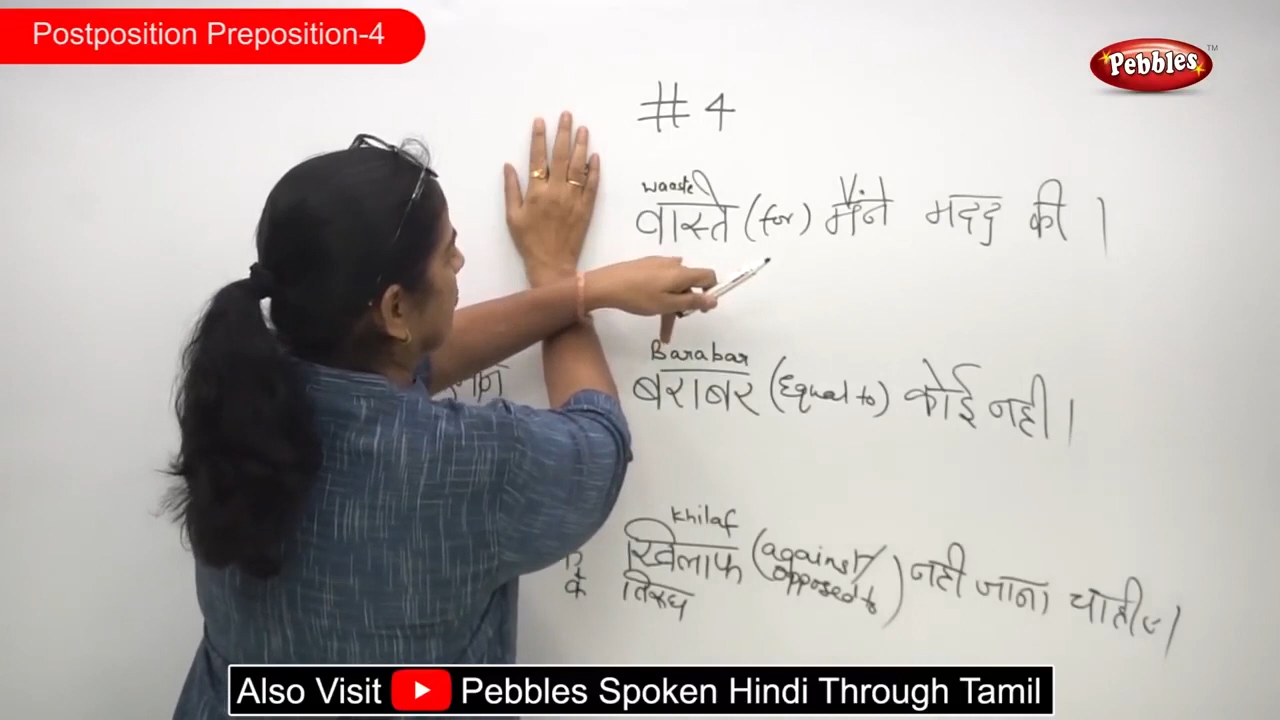 Postposition Preposition-4
Pebbles TM
# 4
waaste
वास्ते (for) मैंने मदद की |
Barabar
बराबर (Equal to) कोई नही |
khilaf
खिलाफ (against/ opposed to) नही जाना चाहीए |
के
Also Visit Pebbles Spoken Hindi Through Tamil